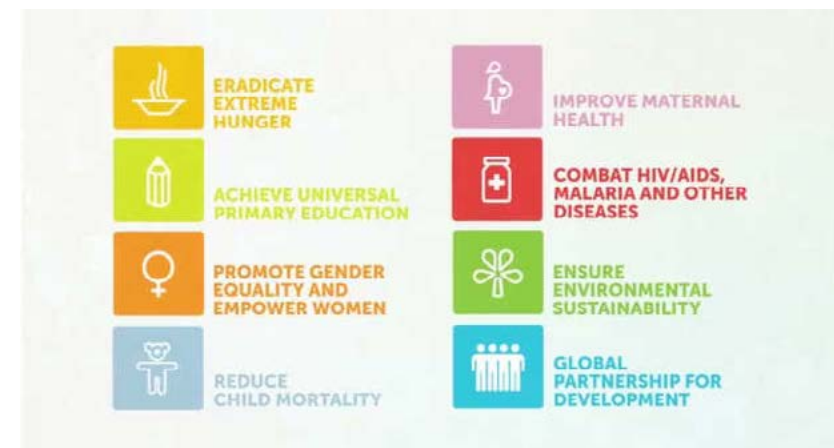 ERADICATE
EXTREME
HUNGER
ACHIEVE UNIVERSAL
PRIMARY EDUCATION
PROMOTE GENDER
EQUALITY AND
EMPOWER WOMEN
REDUCE
CHILD MORTALITY
IMPROVE MATERNAL
HEALTH
COMBAT HIV/AIDS,
MALARIA AND OTHER
DISEASES
ENSURE
ENVIRONMENTAL
SUSTAINABILITY
GLOBAL
PARTNERSHIP FOR
DEVELOPMENT